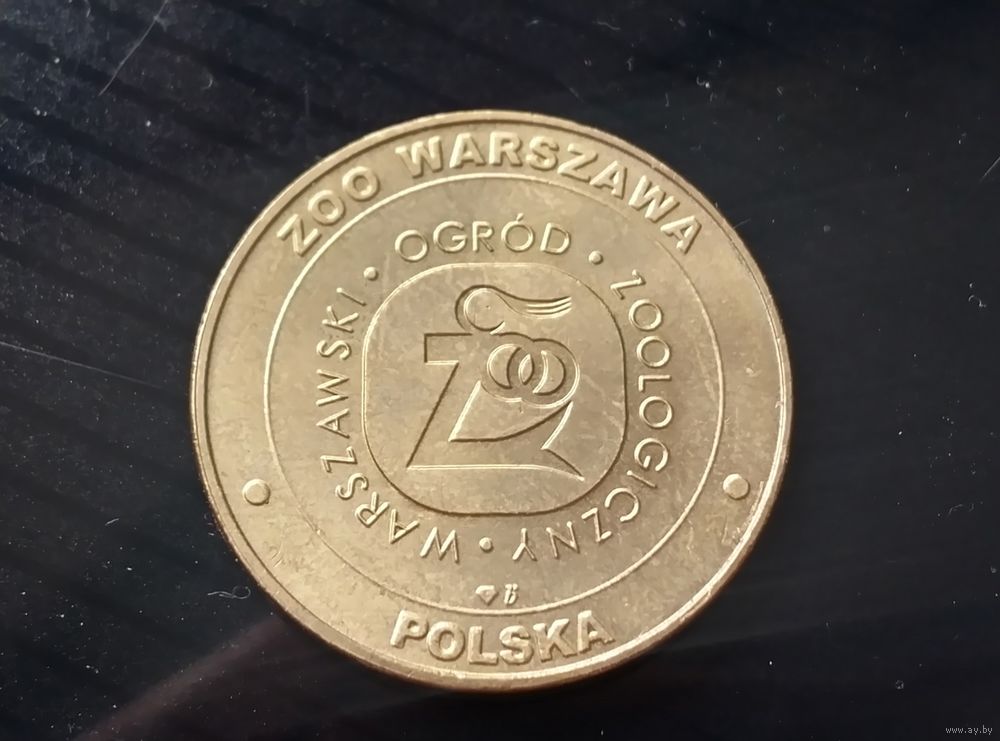 ZOO WARSZAWA
WARSZAWSKI • OGRÓD • ZOOLOGICZNY •
ZOO
POLSKA
www.ay.by